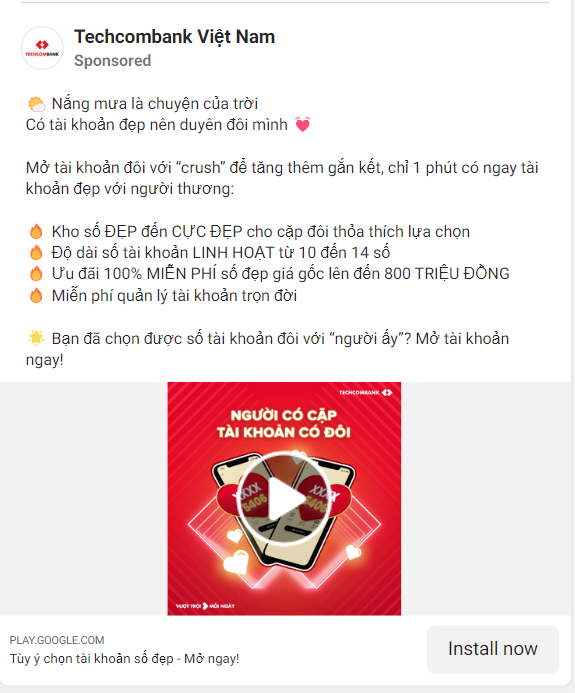 Techcombank Việt Nam
TECHCOMBANK
Sponsored
🌤 Nắng mưa là chuyện của trời
Có tài khoản đẹp nên duyên đôi mình 💓
Mở tài khoản đôi với “crush” để tăng thêm gắn kết, chỉ 1 phút có ngay tài
khoản đẹp với người thương:
🔥 Kho số ĐẸP đến CỰC ĐẸP cho cặp đôi thỏa thích lựa chọn
🔥 Độ dài số tài khoản LINH HOẠT từ 10 đến 14 số
🔥 Ưu đãi 100% MIỄN PHÍ số đẹp giá gốc lên đến 800 TRIỆU ĐỒNG
🔥 Miễn phí quản lý tài khoản trọn đời
🌟 Bạn đã chọn được số tài khoản đôi với “người ấy”? Mở tài khoản
ngay!
TECHCOMBANK
NGƯỜI CÓ CẶP
TÀI KHOẢN CÓ ĐÔI
XXXX XXXX
5406 5406
VƯỢT TRỘI MỖI NGÀY
PLAY.GOOGLE.COM
Tùy ý chọn tài khoản số đẹp - Mở ngay!
Install now